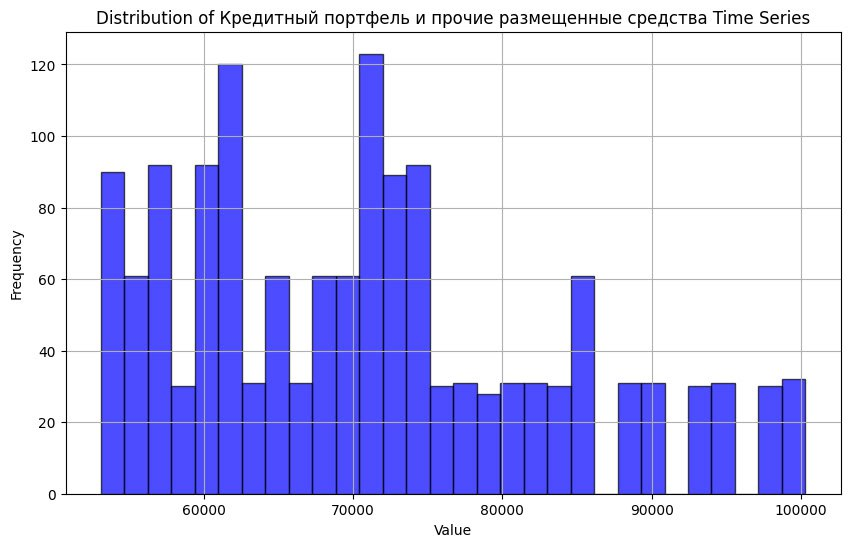 Distribution of Кредитный портфель и прочие размещенные средства Time Series
120
100
80
60
40
20
0
Frequency
60000 70000 80000 90000 100000
Value